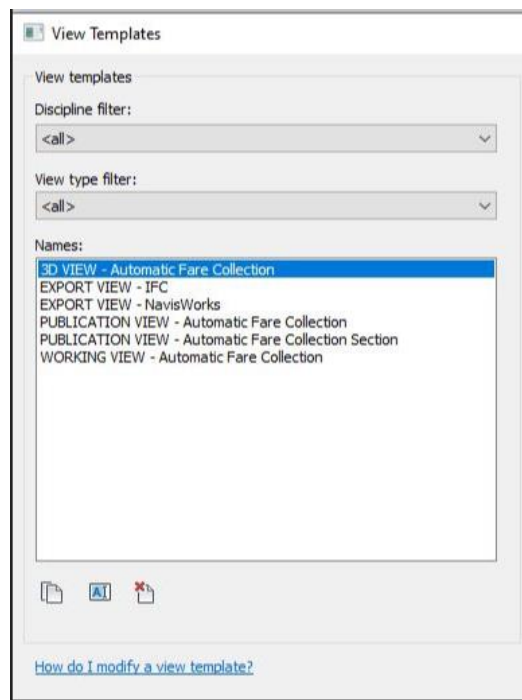 View Templates
View templates
Discipline filter:
<all>
View type filter:
<all>
Names:
3D VIEW - Automatic Fare Collection
EXPORT VIEW - IFC
EXPORT VIEW - NavisWorks
PUBLICATION VIEW - Automatic Fare Collection
PUBLICATION VIEW - Automatic Fare Collection Section
WORKING VIEW - Automatic Fare Collection
AI
How do I modify a view template?